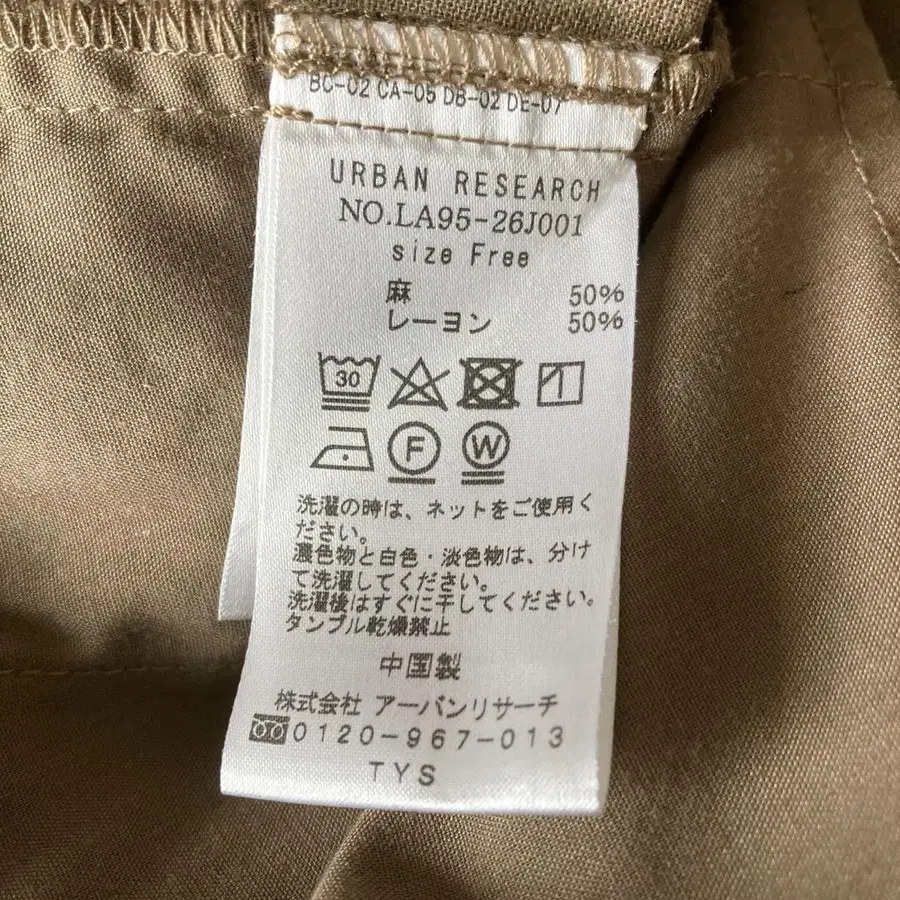 BC-02 CA-05 DB-02 DE-07
URBAN RESEARCH
NO.LA95-26J001
size Free
麻 50%
レーヨン 50%
30
F W
洗濯の時は、ネットをご使用く
ださい。
濃色物と白色・淡色物は、分け
て洗濯してください。
洗濯後はすぐに干してください。
タンブル乾燥禁止
中国製
株式会社 アーバンリサーチ
0120-967-013
TYS